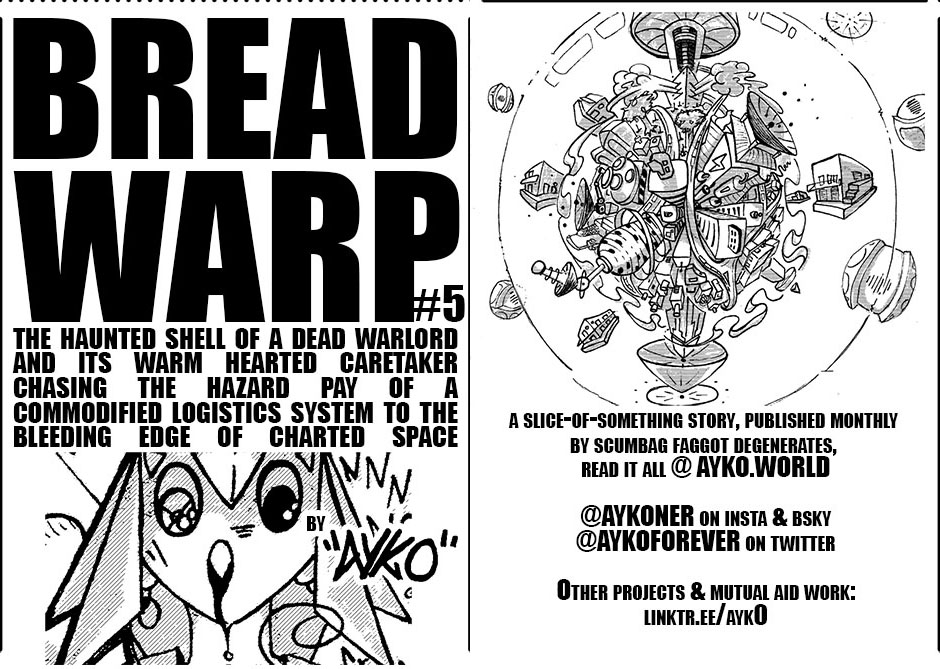 BREAD
WARP
#5
THE HAUNTED SHELL OF A DEAD WARLORD
AND ITS WARM HEARTED CARETAKER
CHASING THE HAZARD PAY OF A
COMMODIFIED LOGISTICS SYSTEM TO THE
BLEEDING EDGE OF CHARTED SPACE
BY
"AYKO"
A SLICE-OF-SOMETHING STORY, PUBLISHED MONTHLY
BY SCUMBAG FAGGOT DEGENERATES,
READ IT ALL @ AYKO.WORLD
@AYKONER ON INSTA & BSKY
@AYKOFOREVER ON TWITTER
OTHER PROJECTS & MUTUAL AID WORK:
LINKTR.EE/AYK0